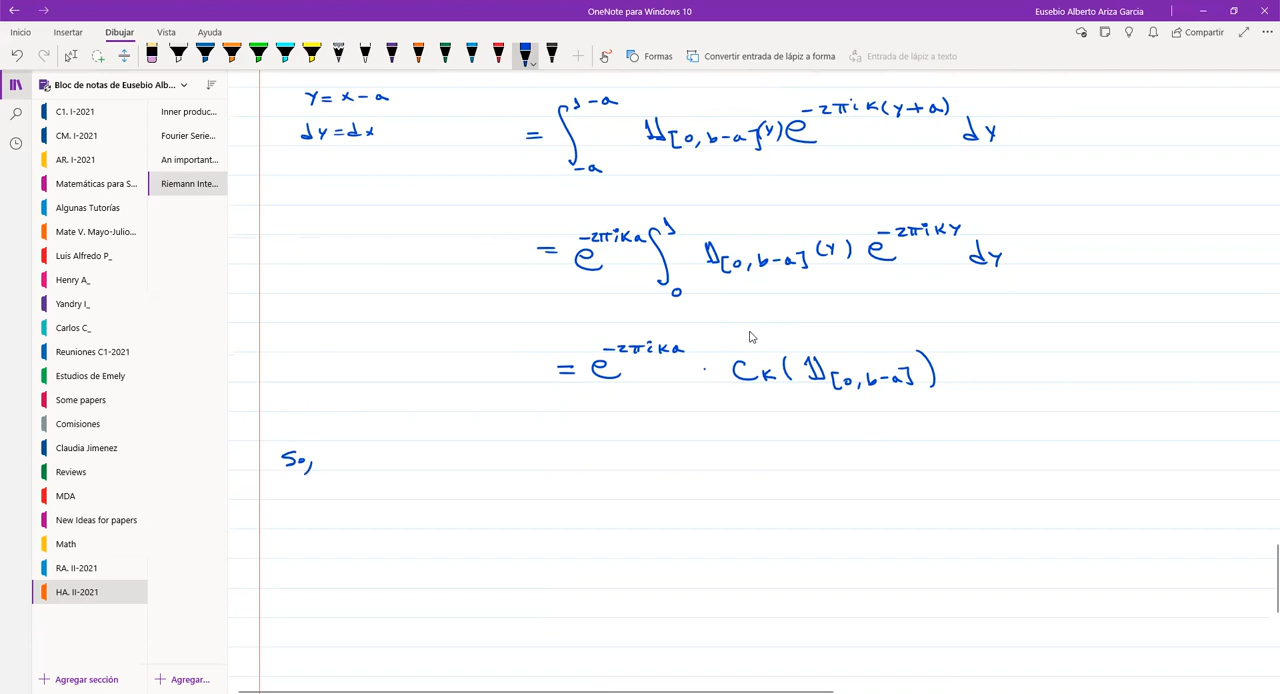 OneNote para Windows 10
Eusebio Alberto Ariza Garcia
Inicio Insertar Dibujar Vista Ayuda
Compartir
Formas
Convertir entrada de lápiz a forma
Entrada de lápiz a texto
Bloc de notas de Eusebio Alb...
C1. I-2021
CM. I-2021
AR. I-2021
Matemáticas para S...
Algunas Tutorías
Mate V. Mayo-Julio...
Luis Alfredo P_
Henry A_
Yandry I_
Carlos C_
Reuniones C1-2021
Estudios de Emely
Some papers
Comisiones
Claudia Jimenez
Reviews
MDA
New Ideas for papers
Math
RA. II-2021
HA. II-2021
Agregar sección
Inner produc...
Fourier Serie...
An important...
Riemann Inte...
Agregar...
y = x - a
dy = dx
= ∫_{-a}^{1-a} 𝟙_{[0, b-a]}(y) e^{-2πik(y+a)} dy
= e^{-2πika} ∫_0^1 𝟙_{[0, b-a]}(y) e^{-2πiky} dy
= e^{-2πika} · C_k(𝟙_{[0, b-a]})
So,